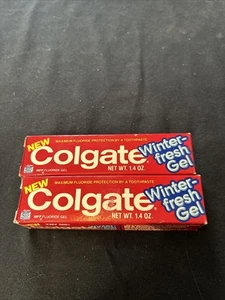 NEW
MAXIMUM FLUORIDE PROTECTION BY A TOOTHPASTE
Colgate
Winter-
fresh
Gel
MFP FLUORIDE GEL
NET WT. 1.4 OZ.
NEW
MAXIMUM FLUORIDE PROTECTION BY A TOOTHPASTE
Colgate
Winter-
fresh
Gel
MFP FLUORIDE GEL
NET WT. 1.4 OZ.